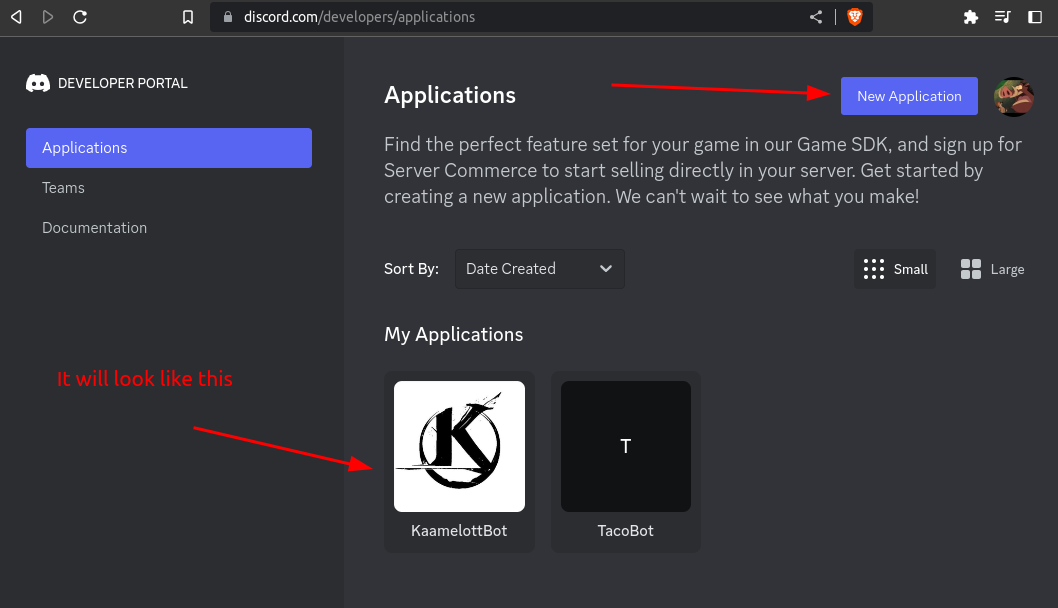 discord.com/developers/applications
DEVELOPER PORTAL
Applications
Teams
Documentation
Applications
New Application
Find the perfect feature set for your game in our Game SDK, and sign up for
Server Commerce to start selling directly in your server. Get started by
creating a new application. We can't wait to see what you make!
Sort By:
Date Created
Small
Large
My Applications
It will look like this
K
T
KaamelottBot
TacoBot